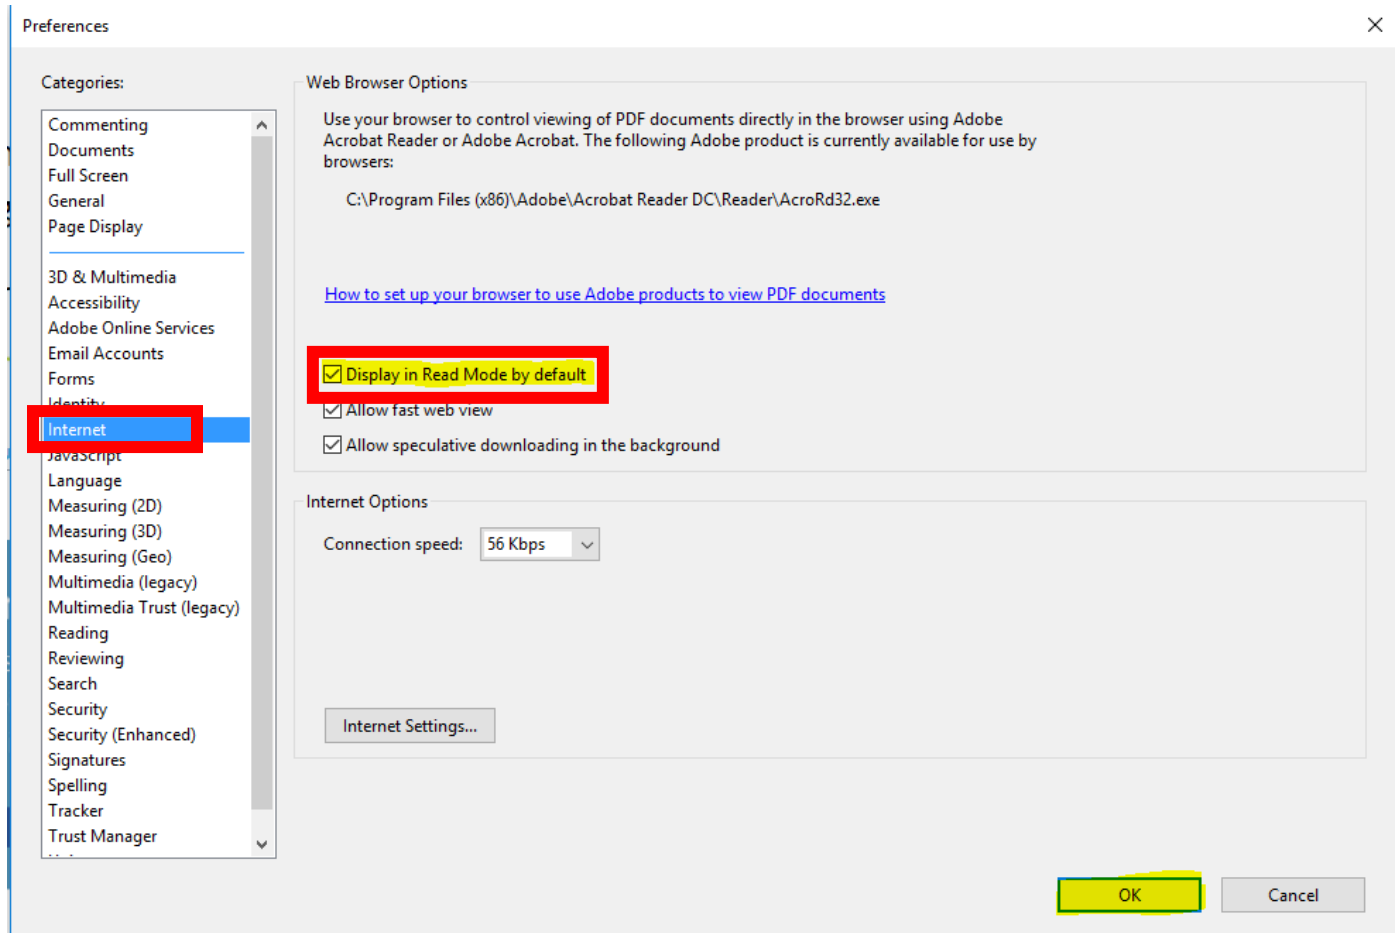 Preferences
Categories:
Commenting
Documents
Full Screen
General
Page Display
3D & Multimedia
Accessibility
Adobe Online Services
Email Accounts
Forms
Identity
Internet
JavaScript
Language
Measuring (2D)
Measuring (3D)
Measuring (Geo)
Multimedia (legacy)
Multimedia Trust (legacy)
Reading
Reviewing
Search
Security
Security (Enhanced)
Signatures
Spelling
Tracker
Trust Manager
Web Browser Options
Use your browser to control viewing of PDF documents directly in the browser using Adobe
Acrobat Reader or Adobe Acrobat. The following Adobe product is currently available for use by
browsers:
C:\Program Files (x86)\Adobe\Acrobat Reader DC\Reader\AcroRd32.exe
How to set up your browser to use Adobe products to view PDF documents
Display in Read Mode by default
Allow fast web view
Allow speculative downloading in the background
Internet Options
Connection speed: 56 Kbps
Internet Settings...
OK
Cancel